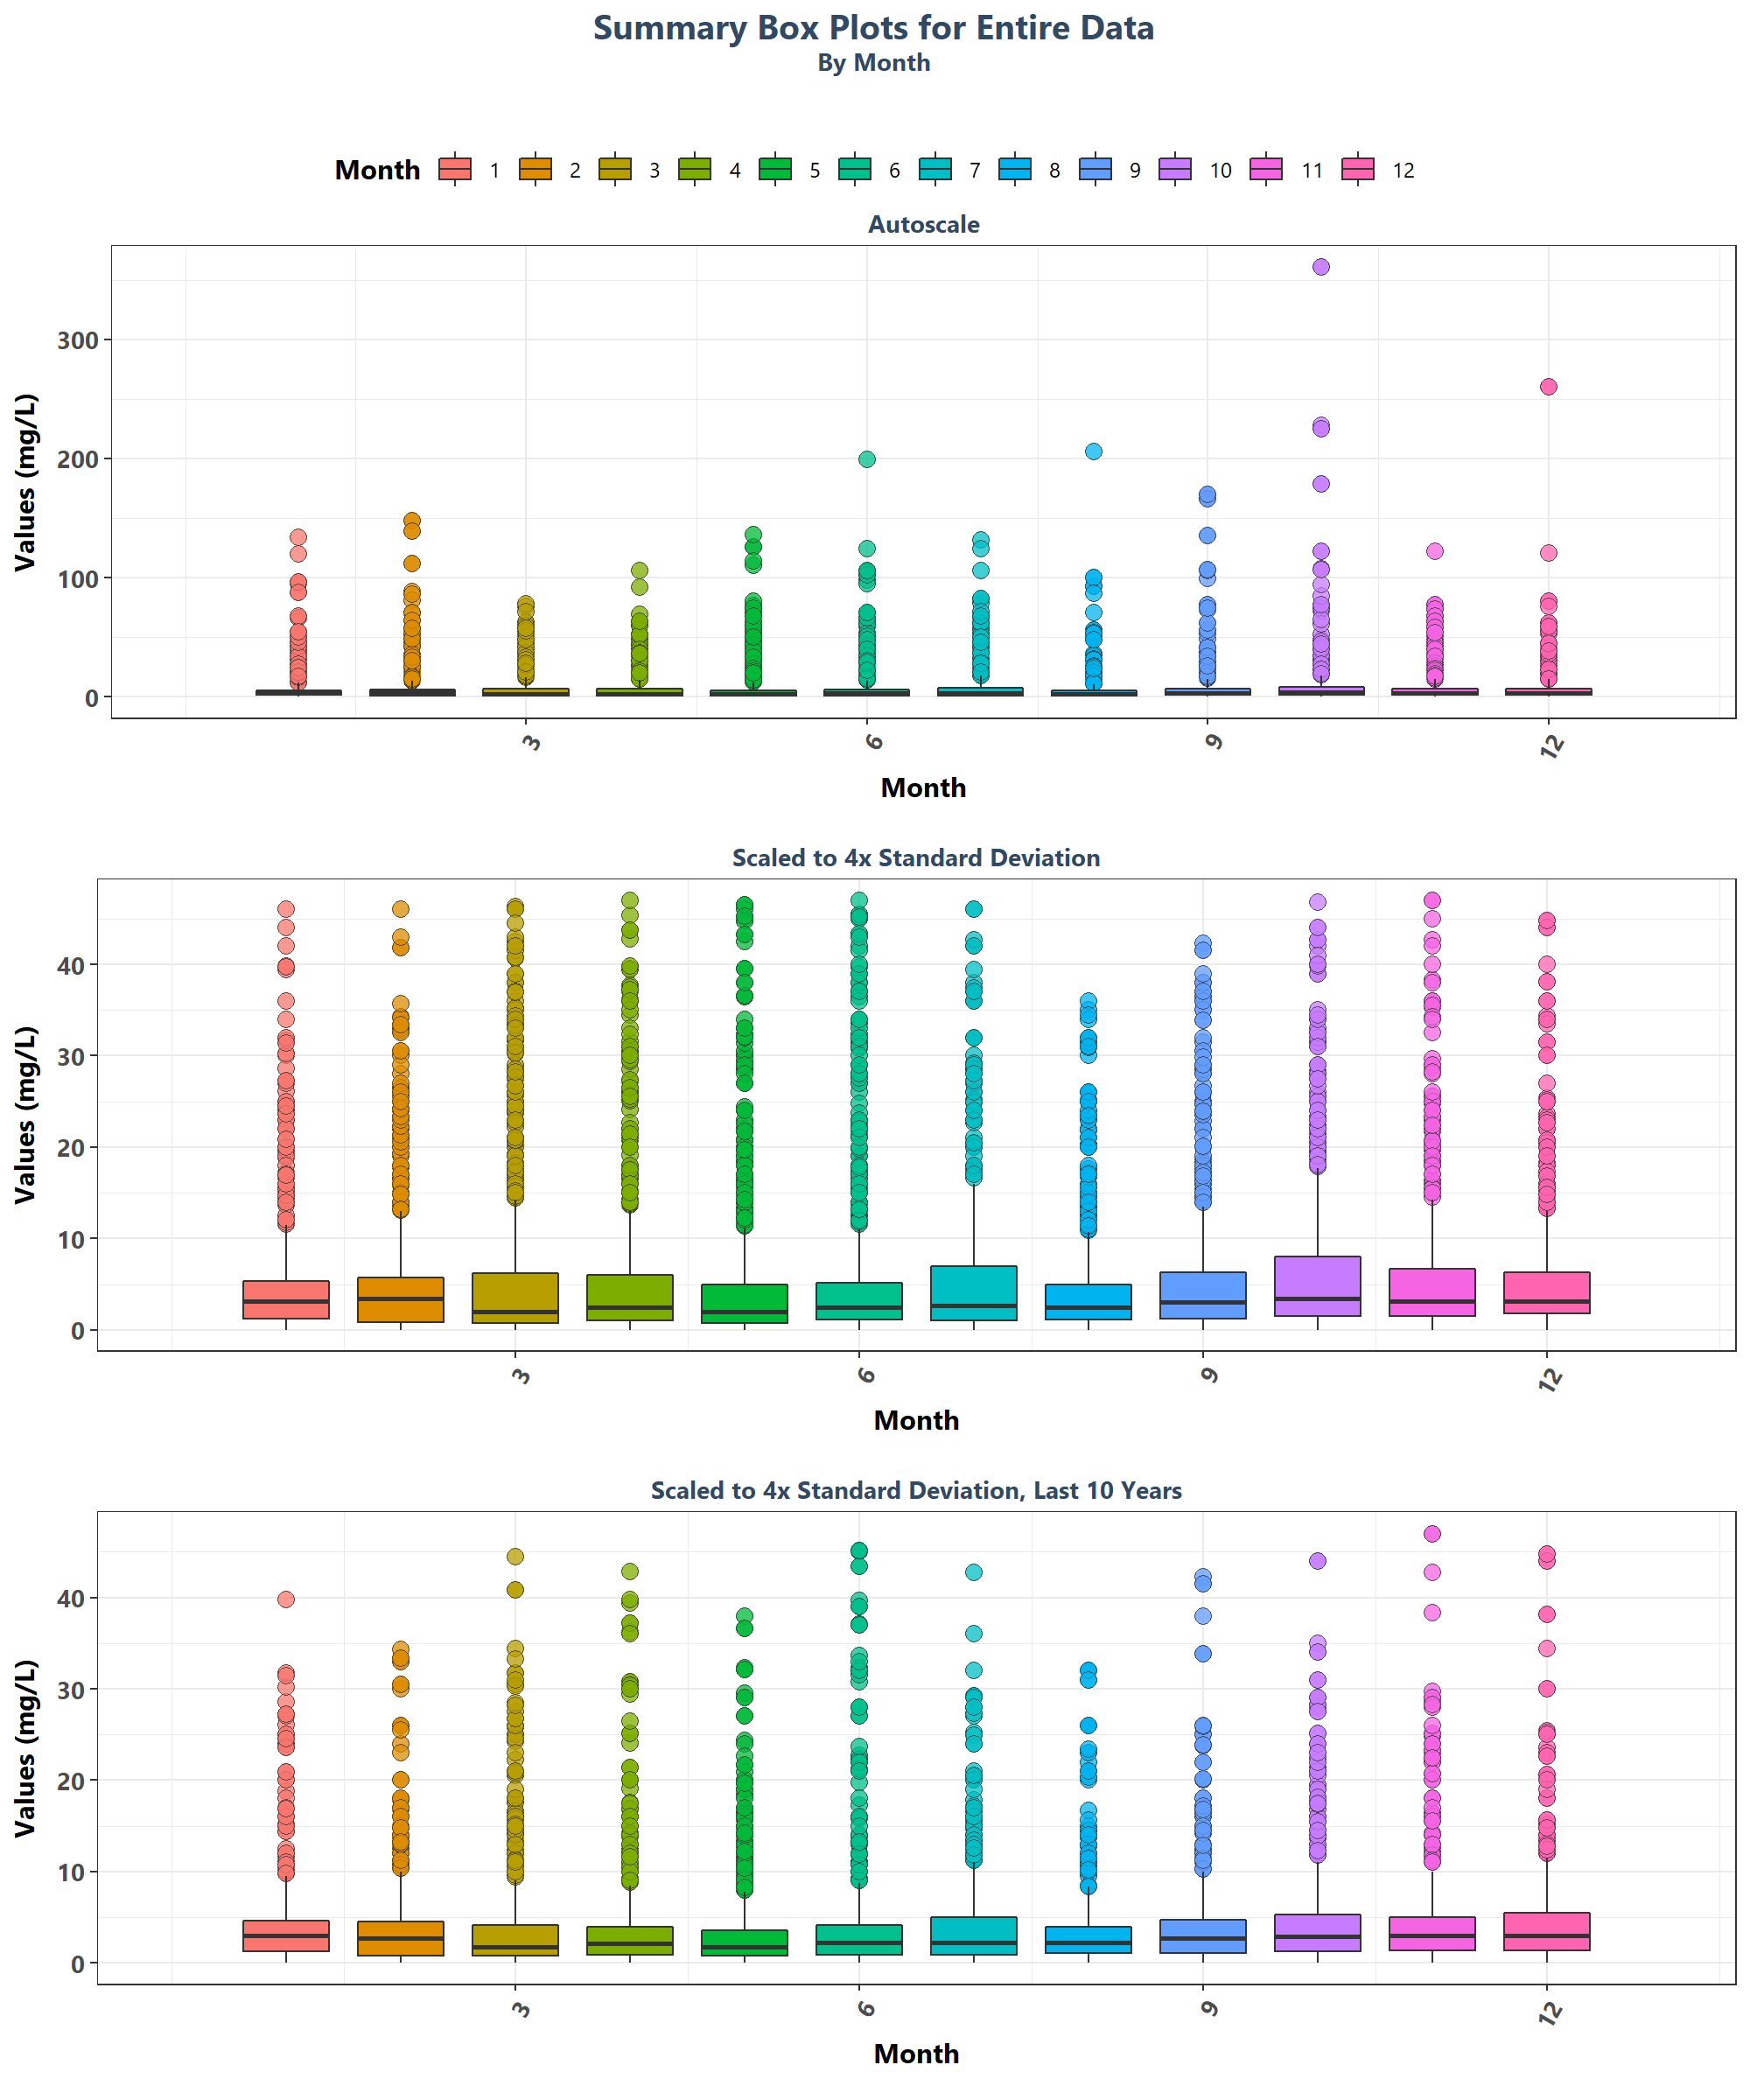 Summary Box Plots for Entire Data
By Month
Month 1 2 3 4 5 6 7 8 9 10 11 12
Autoscale
Values (mg/L)
300
200
100
0
3 6 9 12
Month
Scaled to 4x Standard Deviation
Values (mg/L)
40
30
20
10
0
3 6 9 12
Month
Scaled to 4x Standard Deviation, Last 10 Years
Values (mg/L)
40
30
20
10
0
3 6 9 12
Month